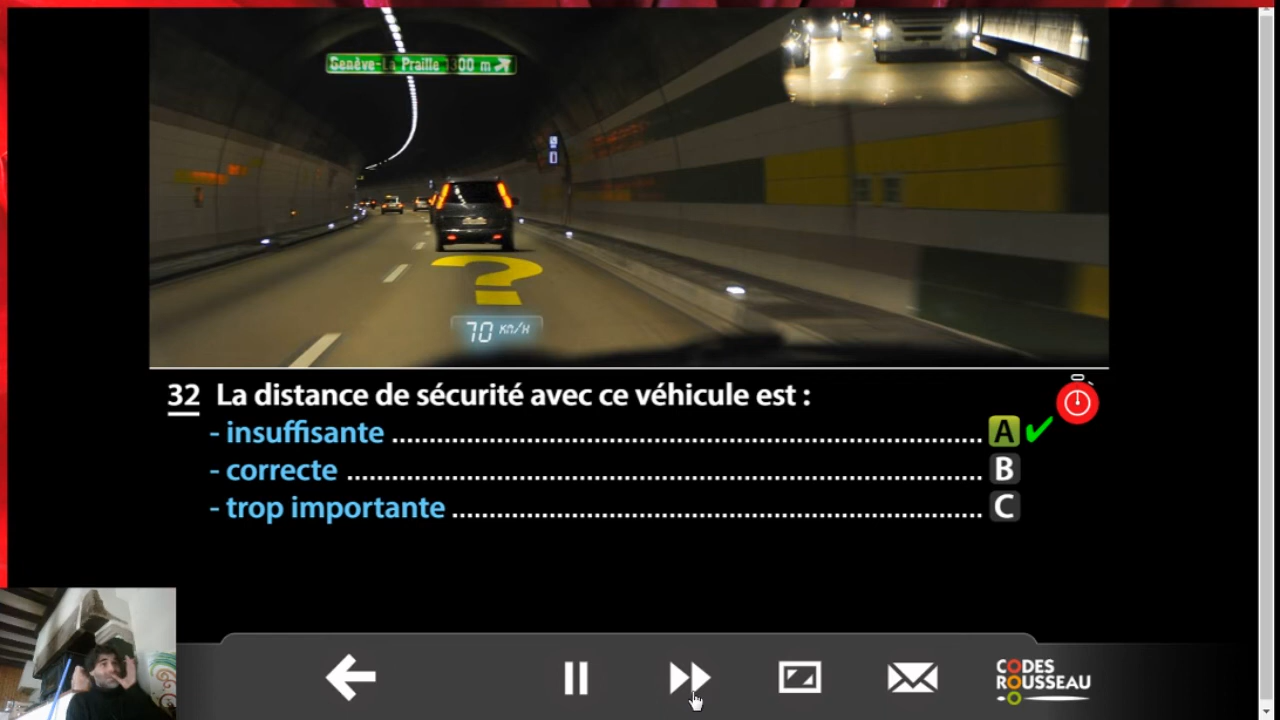 Genève-La Praille 1300 m
70 KM/H
32 La distance de sécurité avec ce véhicule est :
- insuffisante A
- correcte B
- trop importante C
CODES
ROUSSEAU